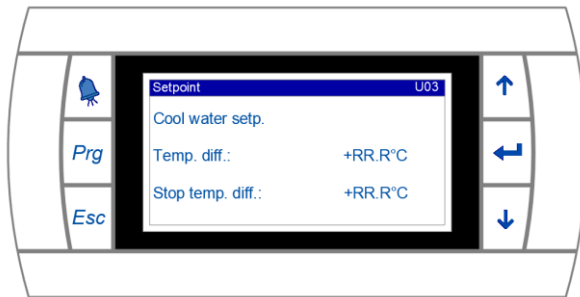 Setpoint U03
Cool water setp.
Temp. diff.: +RR.R°C
Stop temp. diff.: +RR.R°C
Prg
Esc